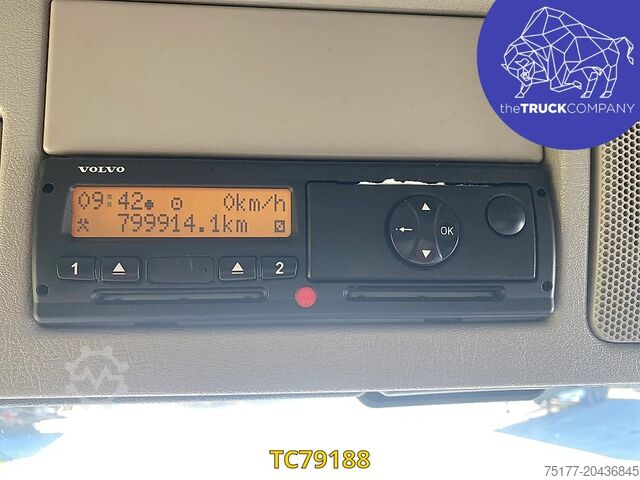 theTRUCKCOMPANY
VOLVO
09:42 0km/h
799914.1km
1 2
OK
TC79188
75177-20436845